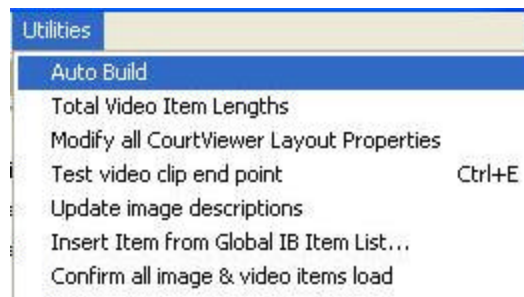 Utilities
Auto Build
Total Video Item Lengths
Modify all CourtViewer Layout Properties
Test video clip end point Ctrl+E
Update image descriptions
Insert Item from Global IB Item List...
Confirm all image & video items load